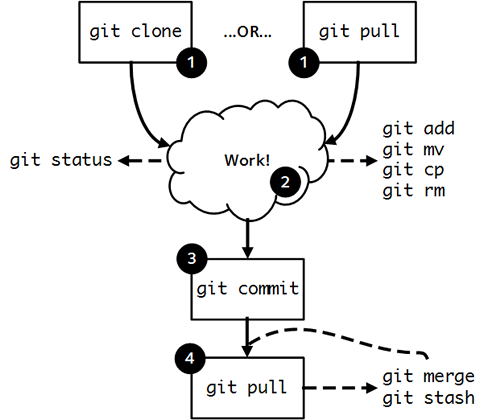 git clone
...OR...
git pull
1
1
git status
Work!
2
git add
git mv
git cp
git rm
3
git commit
4
git pull
git merge
git stash